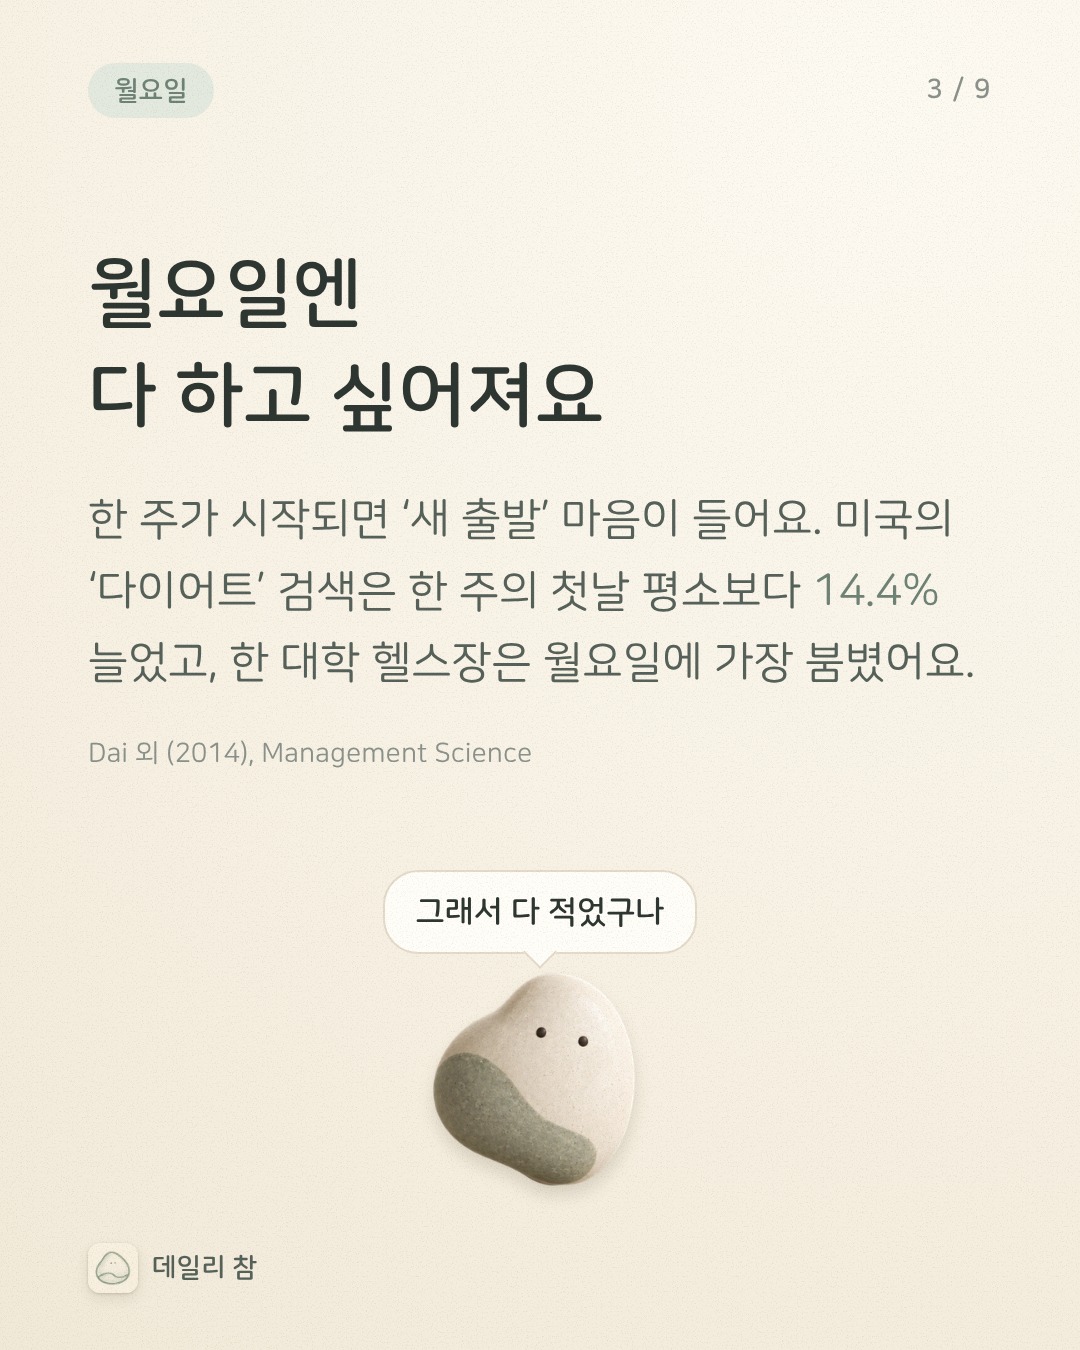 월요일
3 / 9
월요일엔
다 하고 싶어져요
한 주가 시작되면 ‘새 출발’ 마음이 들어요. 미국의
‘다이어트’ 검색은 한 주의 첫날 평소보다 14.4%
늘었고, 한 대학 헬스장은 월요일에 가장 붐볐어요.
Dai 외 (2014), Management Science
그래서 다 적었구나
데일리 참